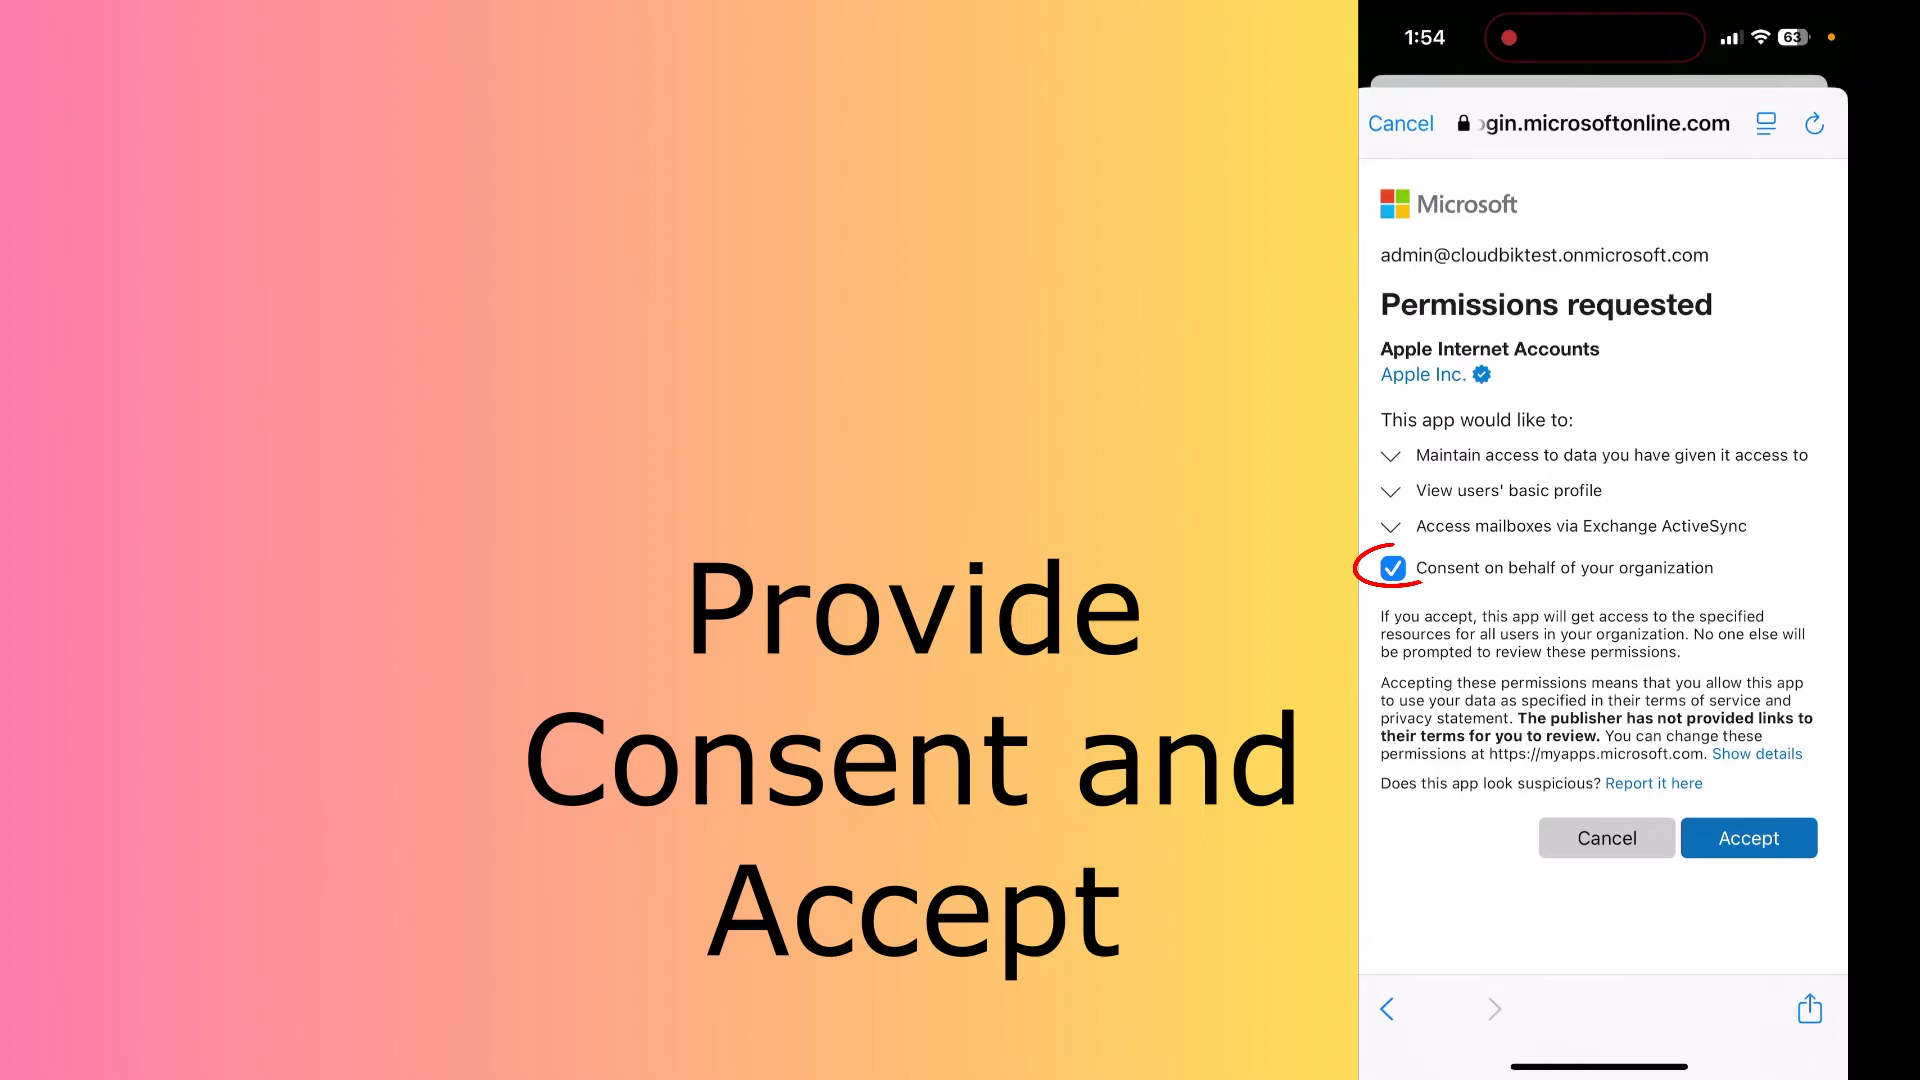 Provide
Consent and
Accept
1:54
63
Cancel
gin.microsoftonline.com
Microsoft
admin@cloudbiktest.onmicrosoft.com
Permissions requested
Apple Internet Accounts
Apple Inc.
This app would like to:
Maintain access to data you have given it access to
View users' basic profile
Access mailboxes via Exchange ActiveSync
Consent on behalf of your organization
If you accept, this app will get access to the specified
resources for all users in your organization. No one else will
be prompted to review these permissions.
Accepting these permissions means that you allow this app
to use your data as specified in their terms of service and
privacy statement. The publisher has not provided links to
their terms for you to review. You can change these
permissions at https://myapps.microsoft.com. Show details
Does this app look suspicious? Report it here
Cancel
Accept